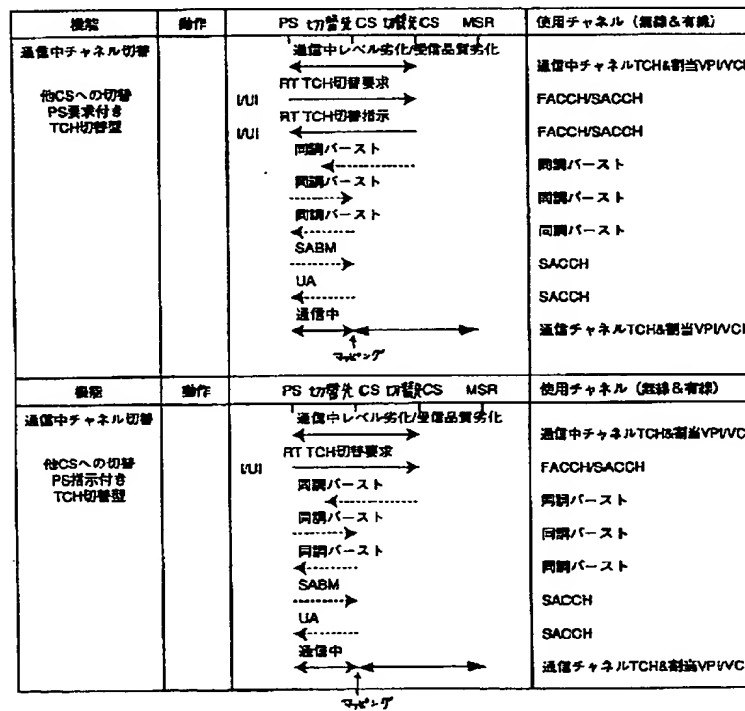 機能 動作 PS 切替先CS 切替元CS MSR 使用チャネル（無線＆有線）
通信中チャネル切替 通信中レベル劣化/受信品質劣化
通信中チャネルTCH&割当VPI/VCI
他CSへの切替 RT TCH切替要求
PS要求付き I/UI FACCH/SACCH
TCH切替型 RT TCH切替指示
I/UI FACCH/SACCH
同調バースト
同調バースト
同調バースト
同調バースト
同調バースト
同調バースト
SABM
SACCH
UA
SACCH
通信中
通信チャネルTCH&割当VPI/VCI
マッピング
機能 動作 PS 切替先CS 切替元CS MSR 使用チャネル（無線＆有線）
通信中チャネル切替 通信中レベル劣化/受信品質劣化
通信中チャネルTCH&割当VPI/VCI
他CSへの切替 RT TCH切替要求
PS指示付き I/UI FACCH/SACCH
TCH切替型 同調バースト
同調バースト
同調バースト
同調バースト
同調バースト
同調バースト
SABM
SACCH
UA
SACCH
通信中
通信チャネルTCH&割当VPI/VCI
マッピング